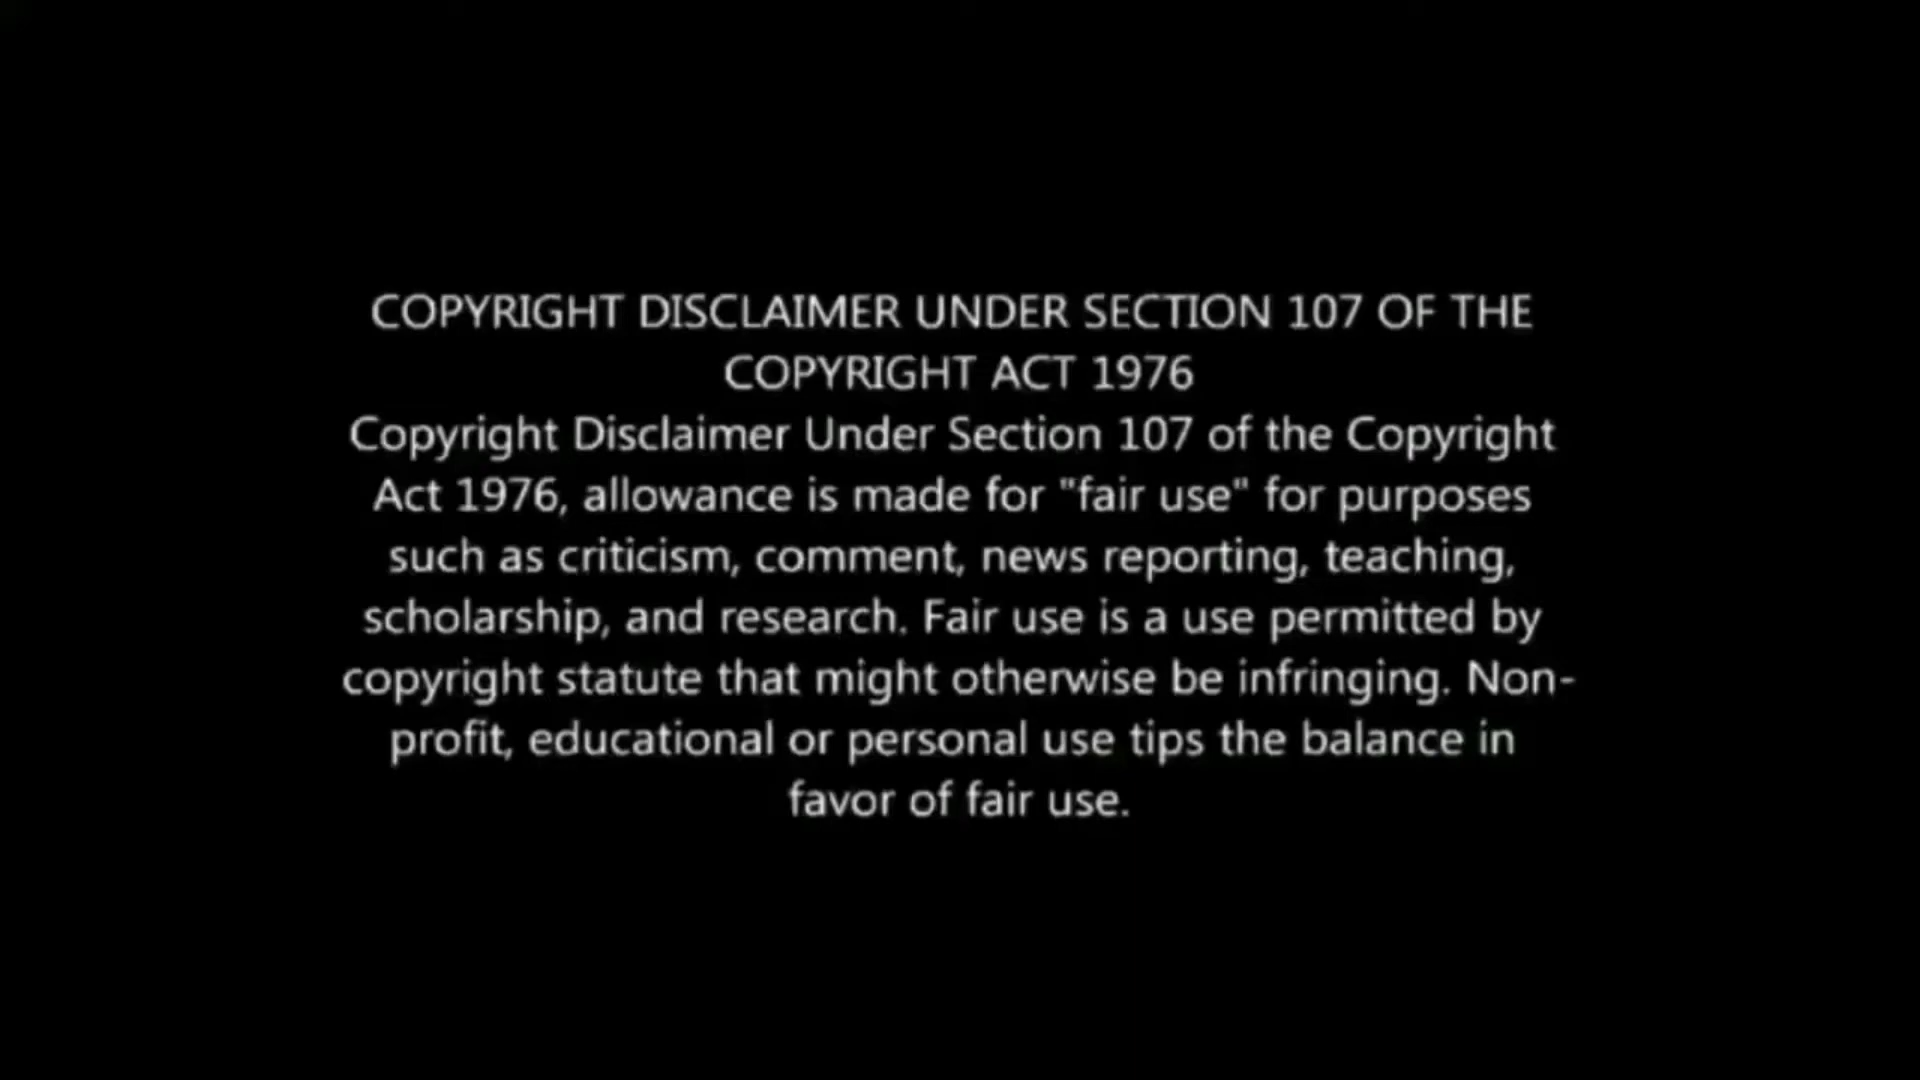 COPYRIGHT DISCLAIMER UNDER SECTION 107 OF THE
COPYRIGHT ACT 1976
Copyright Disclaimer Under Section 107 of the Copyright
Act 1976, allowance is made for "fair use" for purposes
such as criticism, comment, news reporting, teaching,
scholarship, and research. Fair use is a use permitted by
copyright statute that might otherwise be infringing. Non-
profit, educational or personal use tips the balance in
favor of fair use.